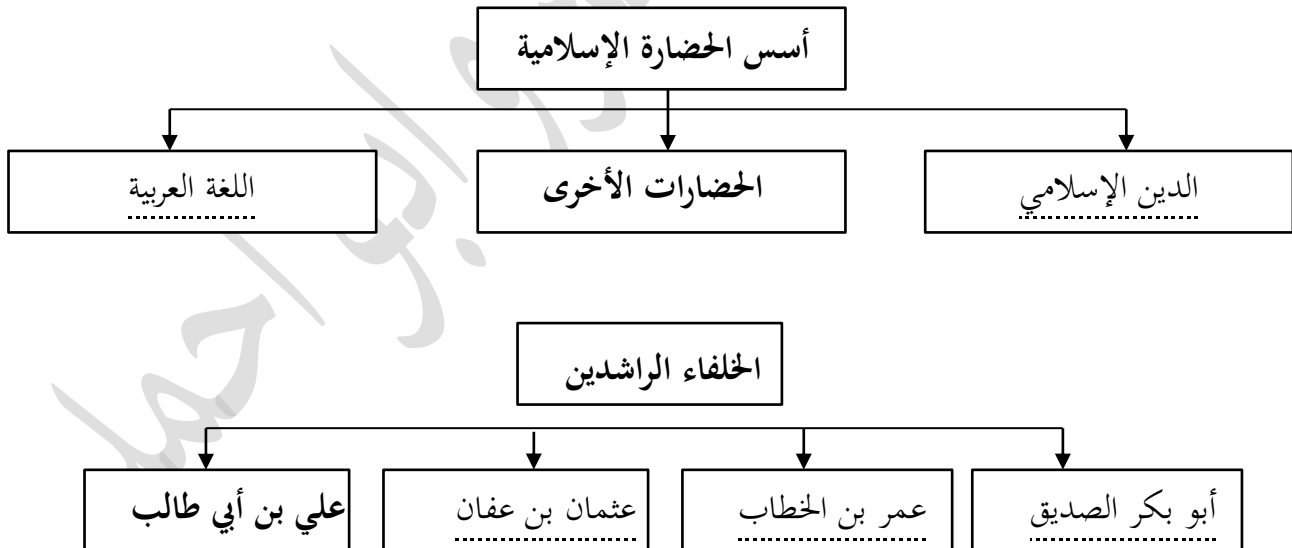 أسس الحضارة الإسلامية
الدين الإسلامي
الحضارات الأخرى
اللغة العربية
الخلفاء الراشدين
أبو بكر الصديق
عمر بن الخطاب
عثمان بن عفان
علي بن أبي طالب